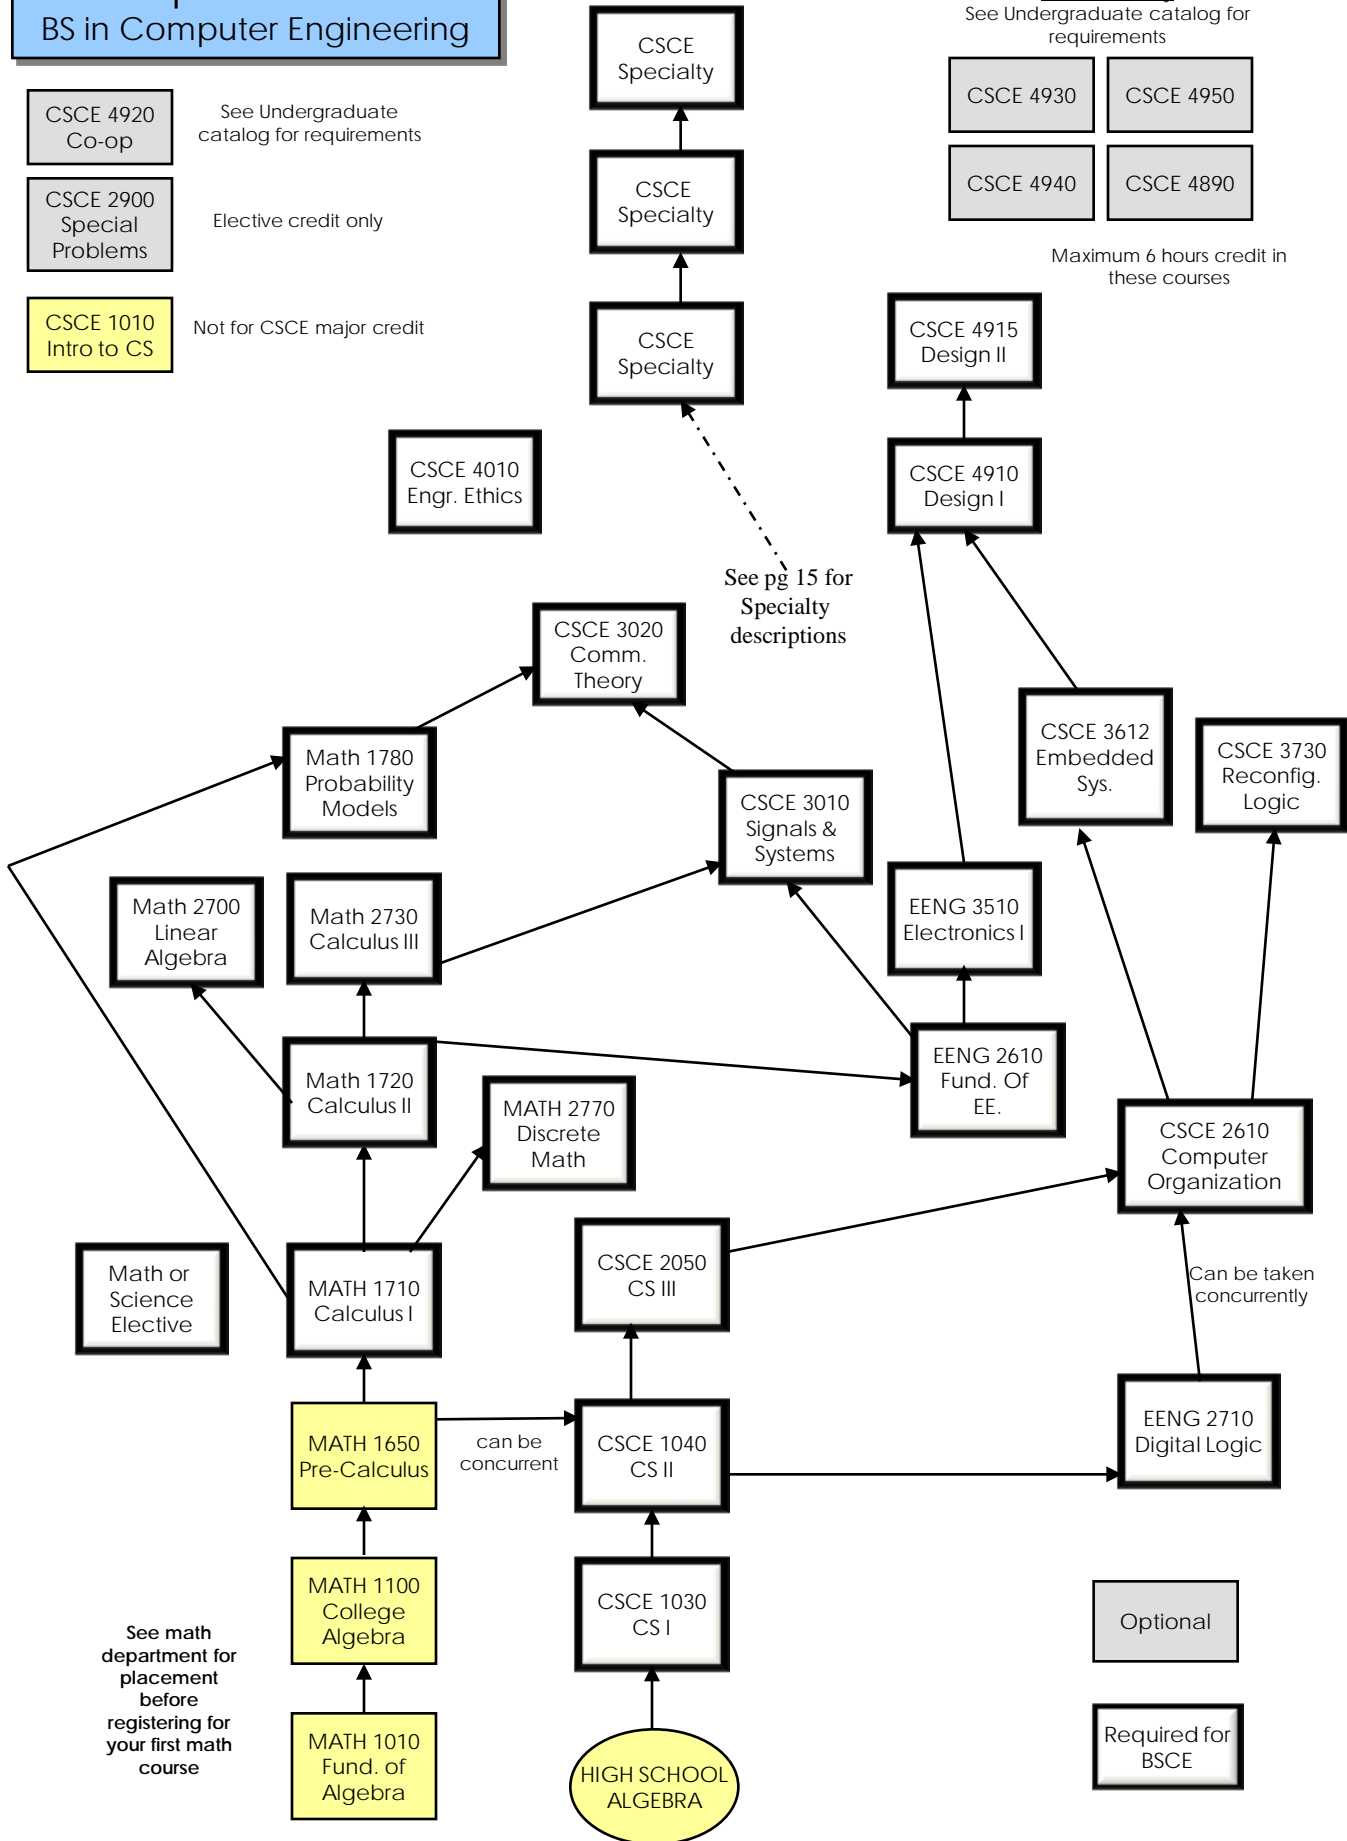 BS in Computer Engineering
CSCE 4920
Co-op
See Undergraduate
catalog for requirements
CSCE 2900
Special
Problems
Elective credit only
CSCE 1010
Intro to CS
Not for CSCE major credit
CSCE
Specialty
CSCE
Specialty
CSCE
Specialty
See Undergraduate catalog for
requirements
CSCE 4930
CSCE 4950
CSCE 4940
CSCE 4890
Maximum 6 hours credit in
these courses
CSCE 4915
Design II
CSCE 4010
Engr. Ethics
CSCE 4910
Design I
See pg 15 for
Specialty
descriptions
CSCE 3020
Comm.
Theory
Math 1780
Probability
Models
CSCE 3010
Signals &
Systems
CSCE 3612
Embedded
Sys.
CSCE 3730
Reconfig.
Logic
Math 2700
Linear
Algebra
Math 2730
Calculus III
EENG 3510
Electronics I
Math 1720
Calculus II
MATH 2770
Discrete
Math
EENG 2610
Fund. Of
EE.
CSCE 2610
Computer
Organization
Math or
Science
Elective
MATH 1710
Calculus I
CSCE 2050
CS III
Can be taken
concurrently
MATH 1650
Pre-Calculus
can be
concurrent
CSCE 1040
CS II
EENG 2710
Digital Logic
MATH 1100
College
Algebra
CSCE 1030
CS I
See math
department for
placement
before
registering for
your first math
course
MATH 1010
Fund. of
Algebra
HIGH SCHOOL
ALGEBRA
Optional
Required for
BSCE